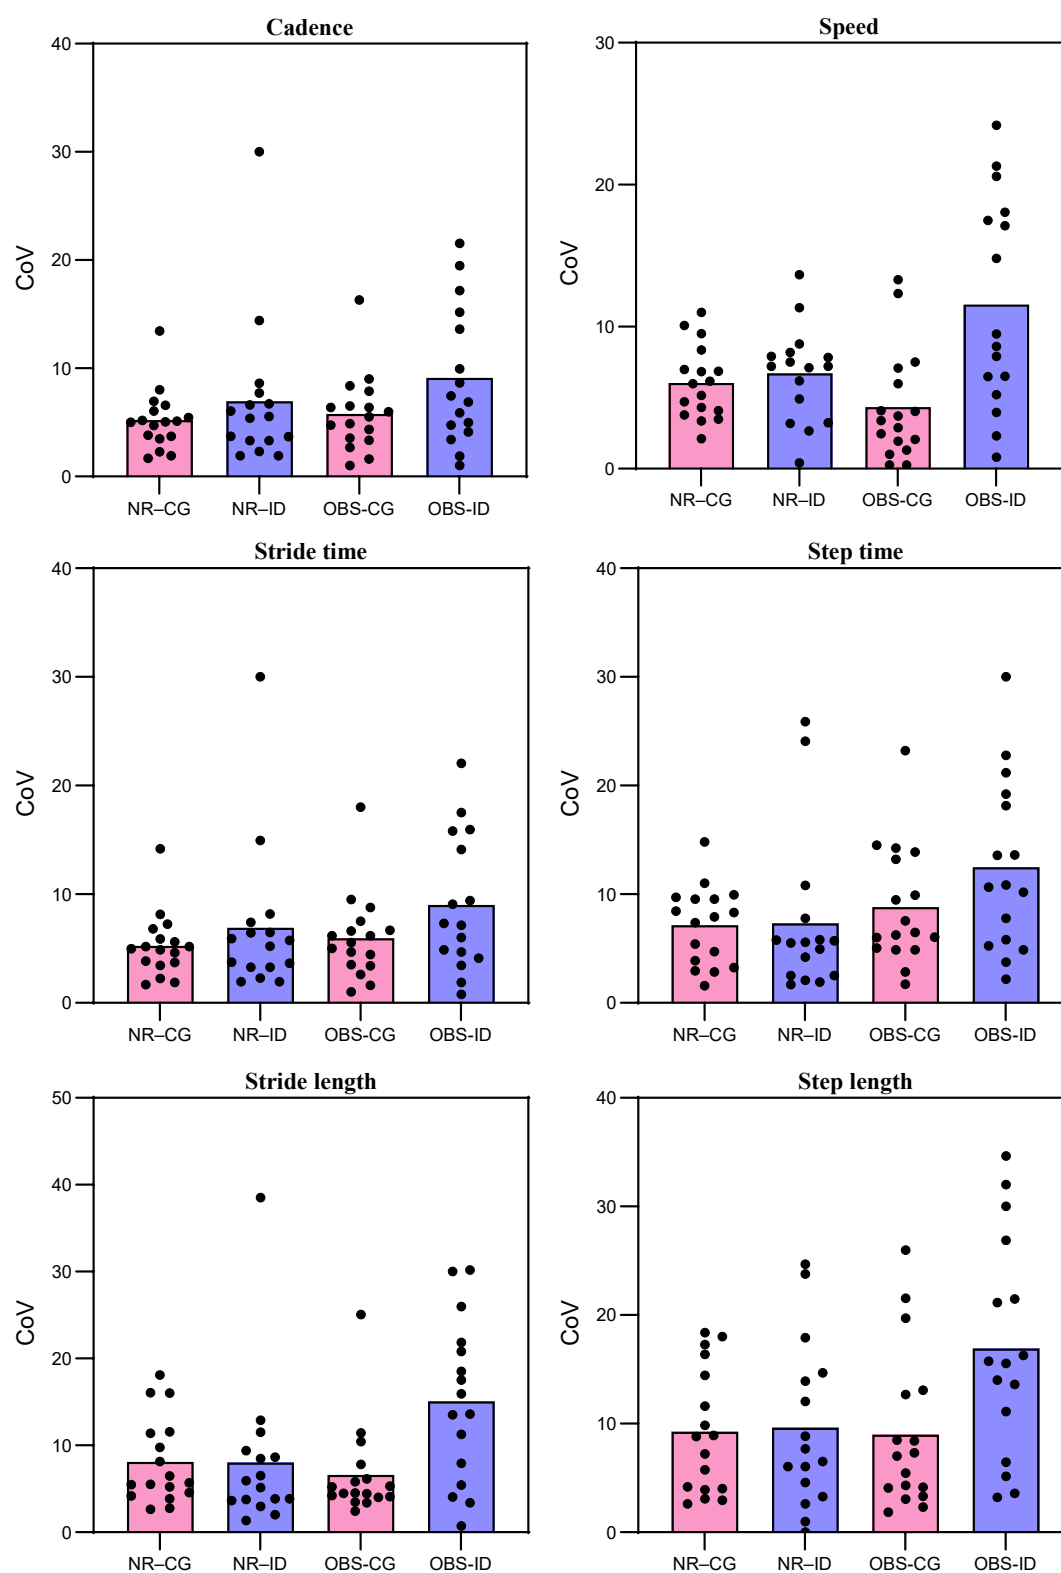 Cadence
40
30
20
10
0
CoV
NR–CG NR–ID OBS-CG OBS-ID
Speed
30
20
10
0
CoV
NR–CG NR–ID OBS-CG OBS-ID
Stride time
40
30
20
10
0
CoV
NR–CG NR–ID OBS-CG OBS-ID
Step time
40
30
20
10
0
CoV
NR–CG NR–ID OBS-CG OBS-ID
Stride length
50
40
30
20
10
0
CoV
NR–CG NR–ID OBS-CG OBS-ID
Step length
40
30
20
10
0
CoV
NR–CG NR–ID OBS-CG OBS-ID